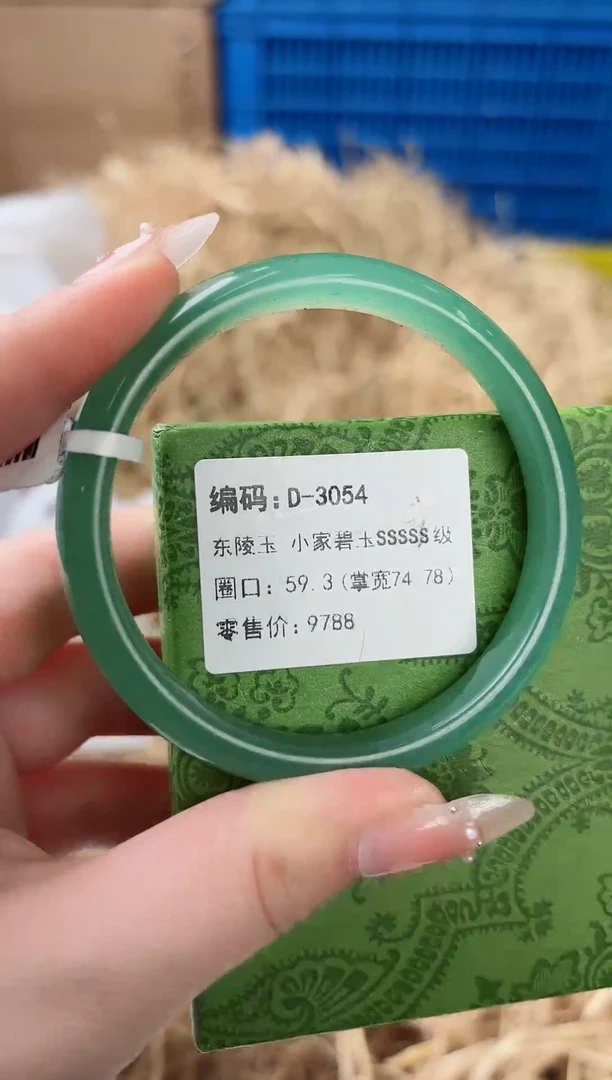 编码:D-3054
东陵玉 小家碧玉SSSSS级
圈口: 59.3(掌宽74 78)
零售价:9788